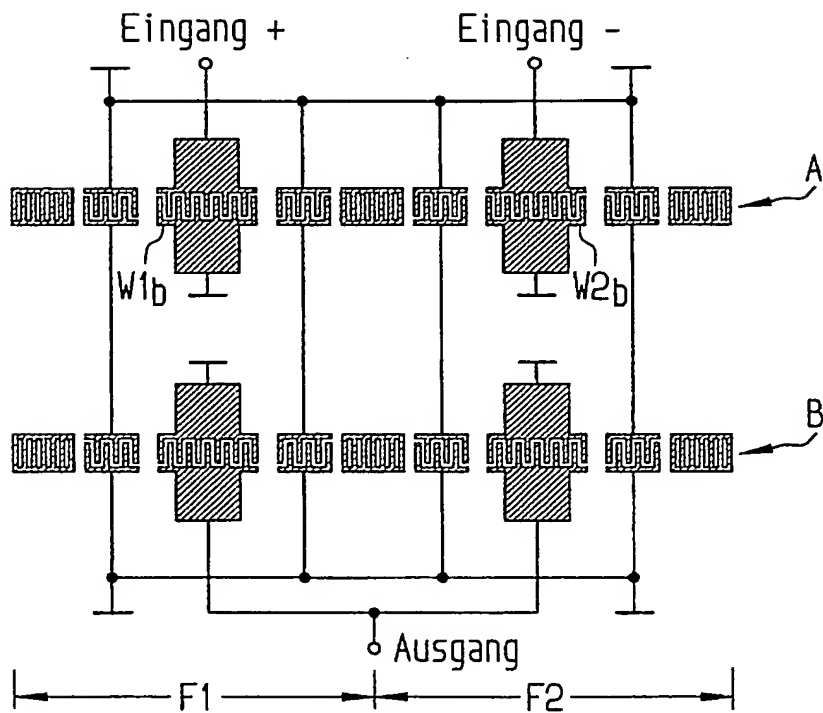 Eingang + Eingang -
A
W1b W2b
B
Ausgang
F1 F2